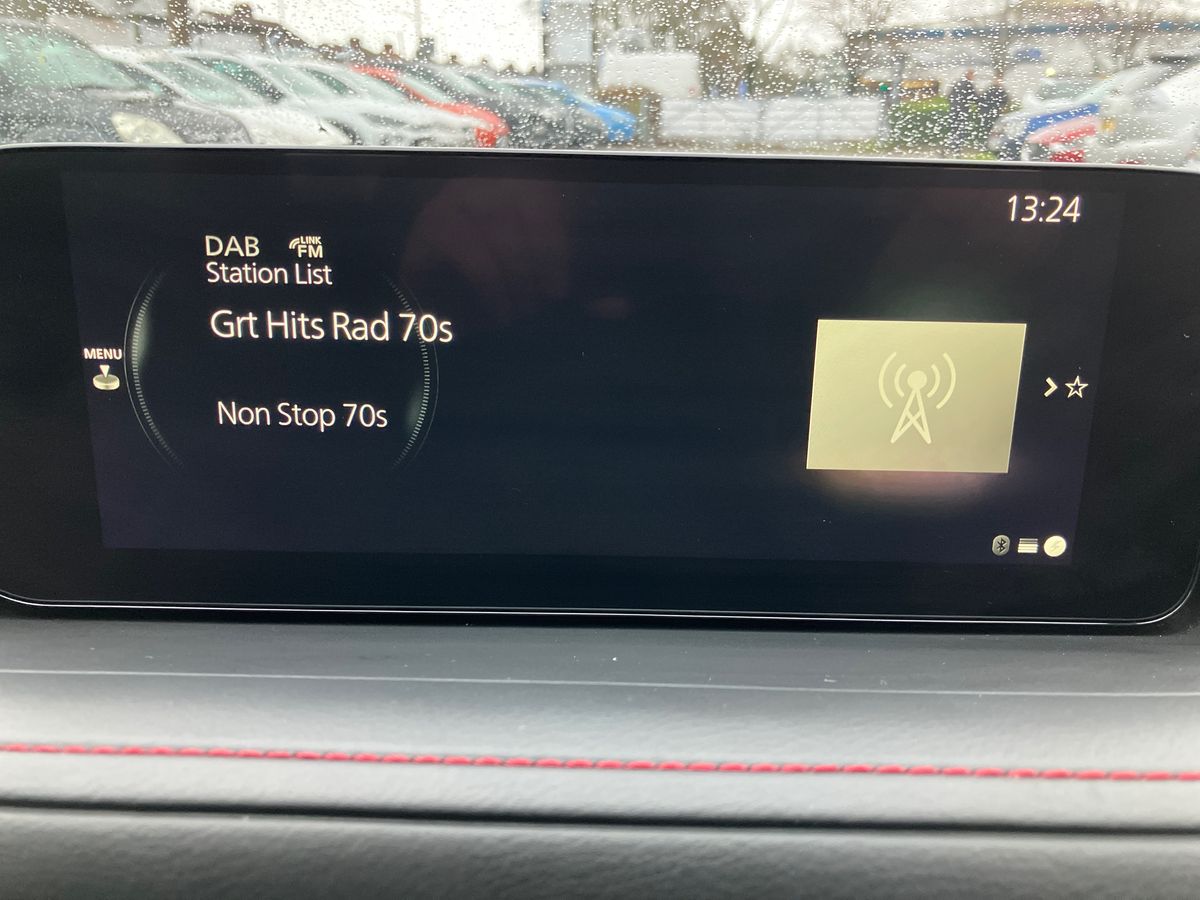 13:24
DAB LINK FM
Station List
Grt Hits Rad 70s
MENU
Non Stop 70s